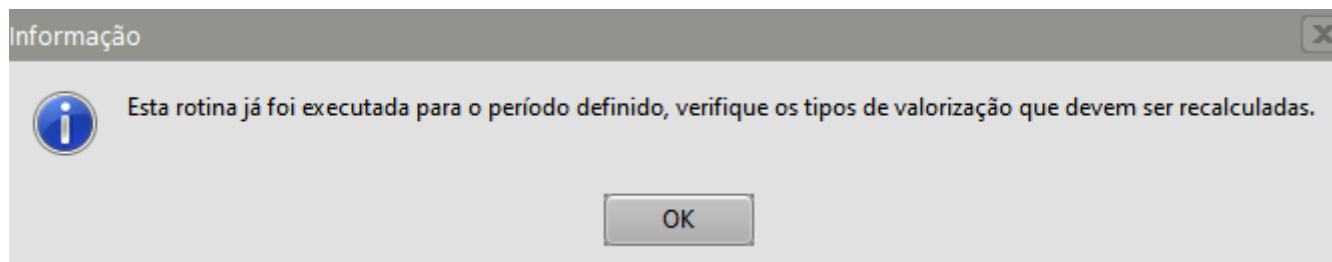 Informação
Esta rotina já foi executada para o período definido, verifique os tipos de valorização que devem ser recalculadas.
OK